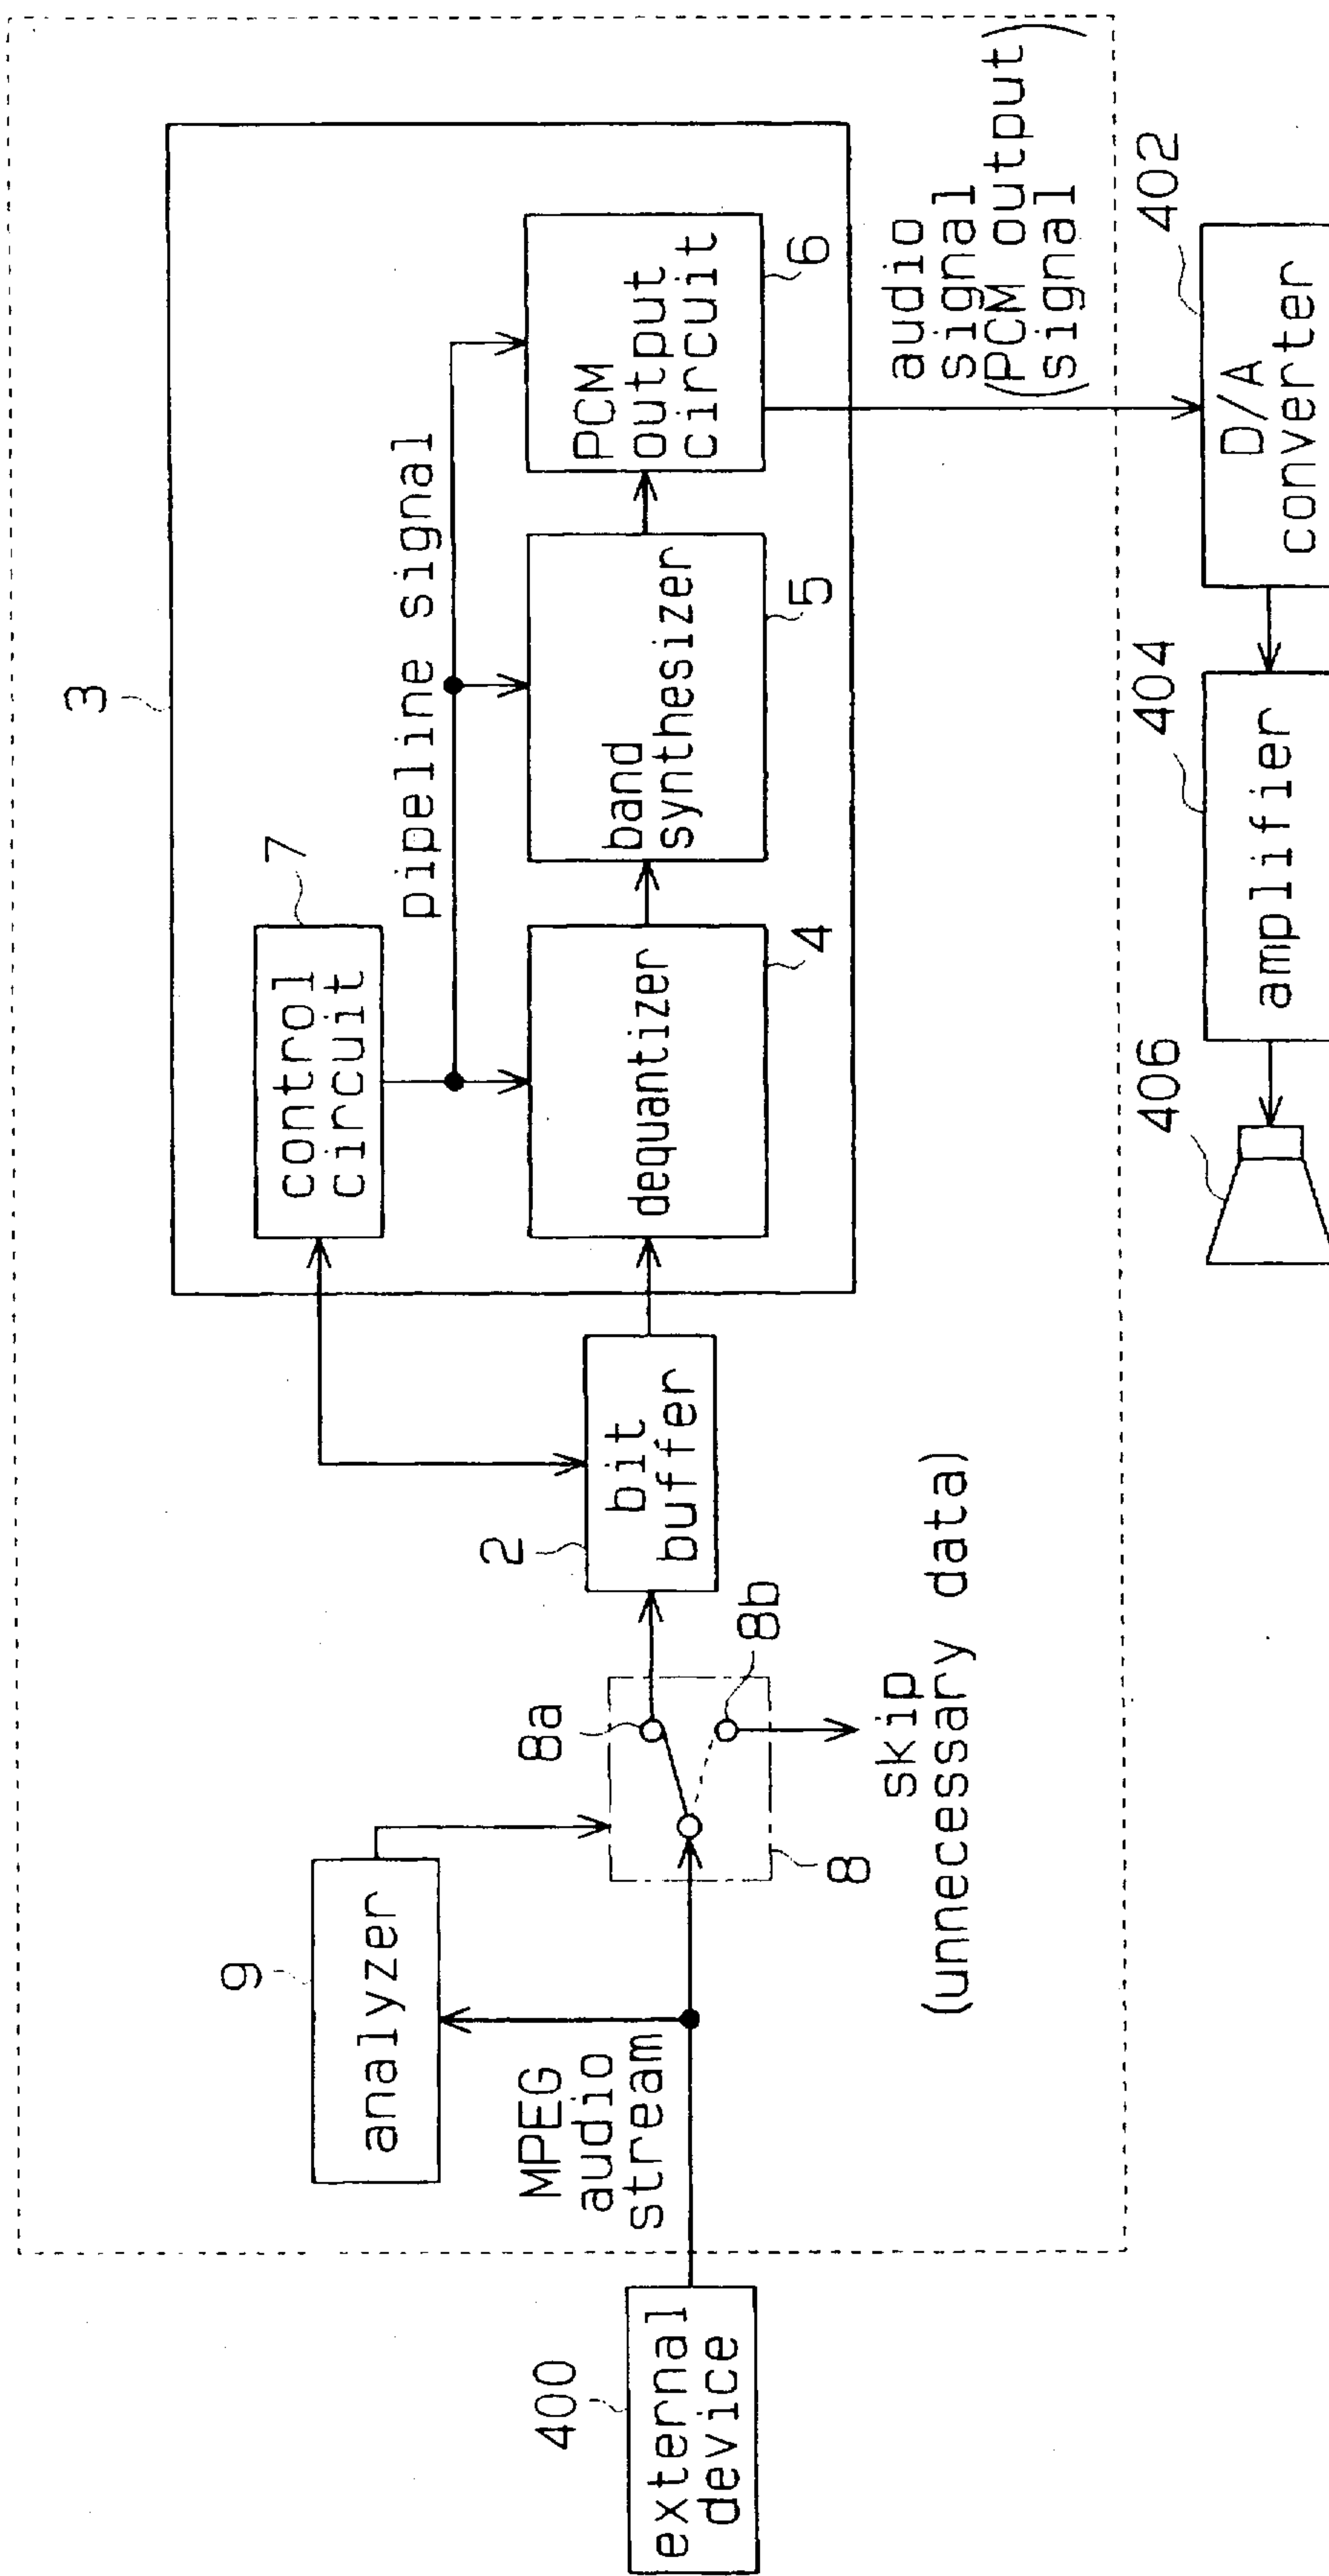 3
7
control
circuit
pipeline signal
9
analyzer
MPEG
audio
stream
400
external
device
8a
8b
8
skip
(unnecessary data)
2
bit
buffer
dequantizer
4
band
synthesizer
5
PCM
output
circuit
6
audio
signal
(PCM output
signal)
406
404
amplifier
402
D/A
converter